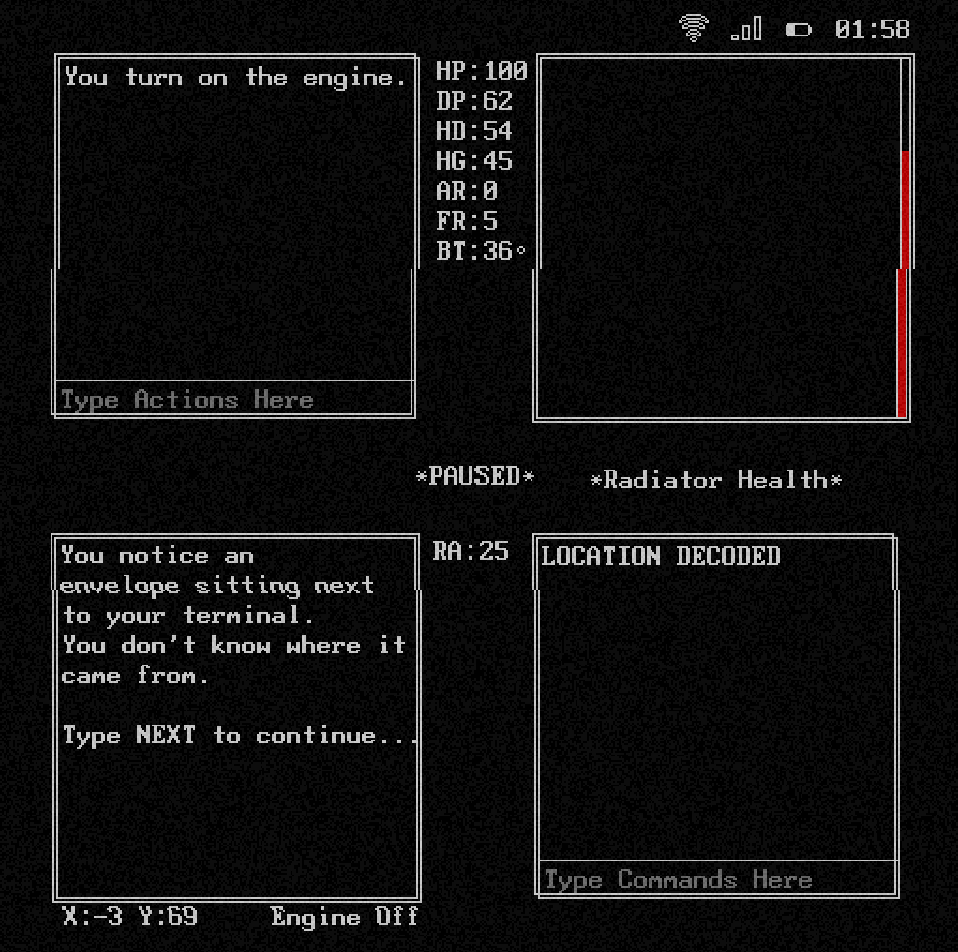 01:58
You turn on the engine.
Type Actions Here
HP:100
DP:62
HD:54
HG:45
AR:0
FR:5
BT:36°
*PAUSED*
*Radiator Health*
You notice an
envelope sitting next
to your terminal.
You don't know where it
came from.
Type NEXT to continue...
RA:25
LOCATION DECODED
Type Commands Here
X:-3 Y:69
Engine Off